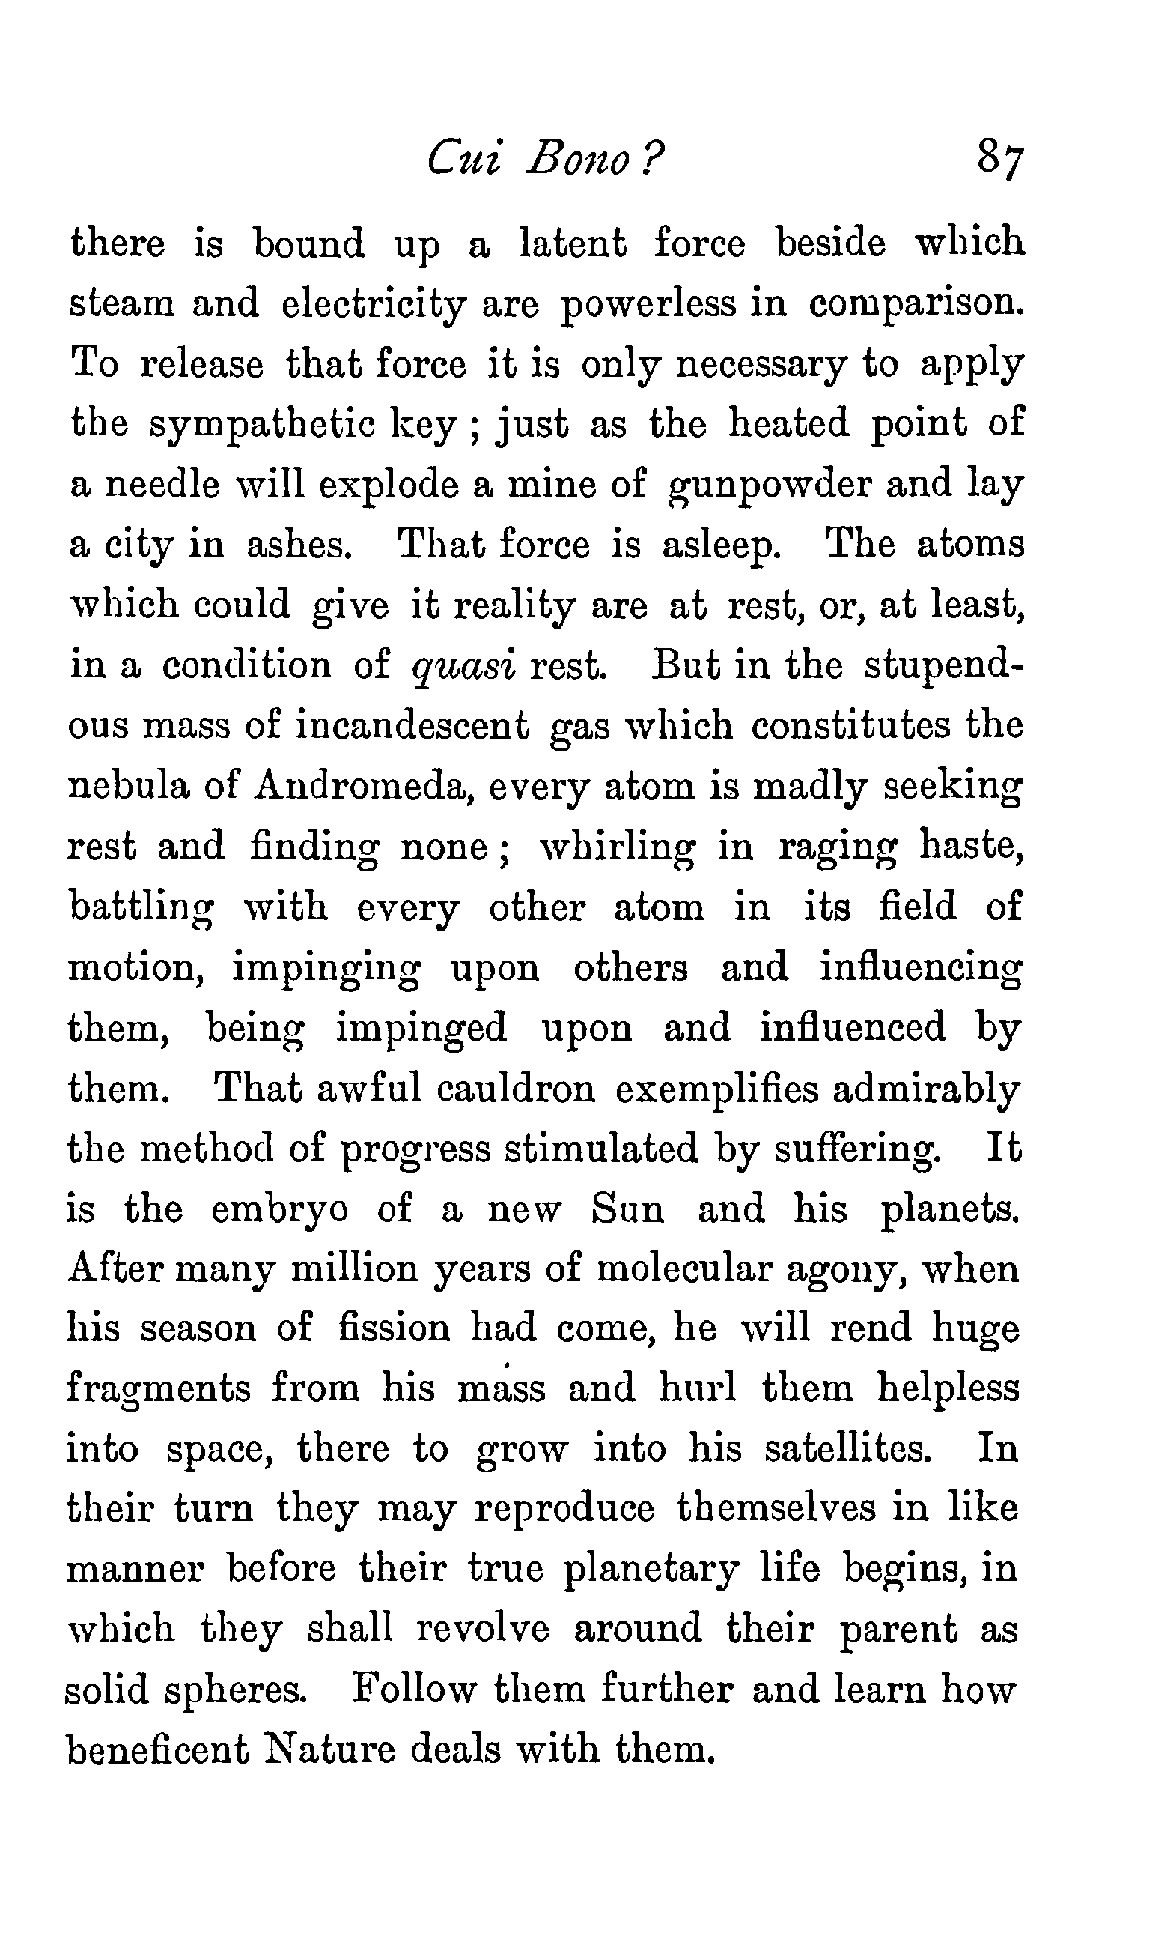 Cui Bono ? 87
there is bound up a latent force beside which
steam and electricity are powerless in comparison.
To release that force it is only necessary to apply
the sympathetic key ; just as the heated point of
a needle will explode a mine of gunpowder and lay
a city in ashes. That force is asleep. The atoms
which could give it reality are at rest, or, at least,
in a condition of quasi rest. But in the stupend-
ous mass of incandescent gas which constitutes the
nebula of Andromeda, every atom is madly seeking
rest and finding none ; whirling in raging haste,
battling with every other atom in its field of
motion, impinging upon others and influencing
them, being impinged upon and influenced by
them. That awful cauldron exemplifies admirably
the method of progress stimulated by suffering. It
is the embryo of a new Sun and his planets.
After many million years of molecular agony, when
his season of fission had come, he will rend huge
fragments from his mass and hurl them helpless
into space, there to grow into his satellites. In
their turn they may reproduce themselves in like
manner before their true planetary life begins, in
which they shall revolve around their parent as
solid spheres. Follow them further and learn how
beneficent Nature deals with them.